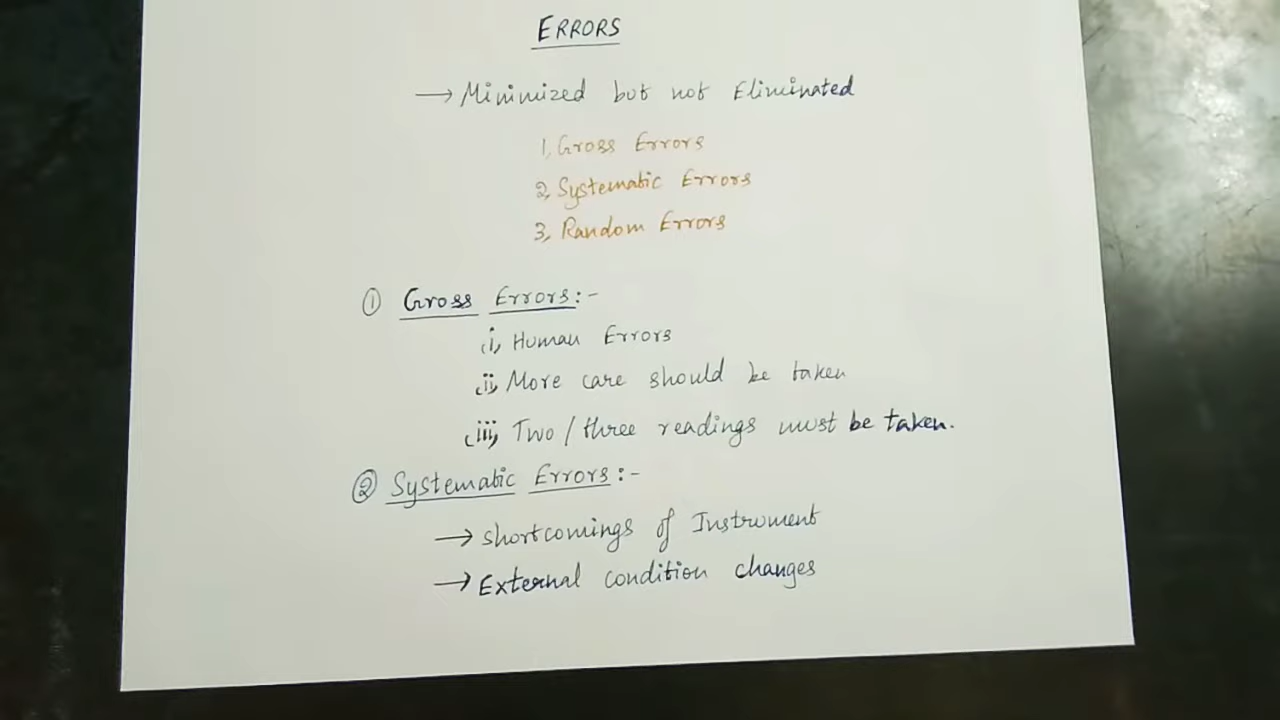 ERRORS
→ Minimized but not Eliminated
1, Gross Errors
2, Systematic Errors
3, Random Errors
① Gross Errors:-
(i) Human Errors
(ii) More care should be taken
(iii) Two / three readings must be taken.
② Systematic Errors:-
→ shortcomings of Instrument
→ External condition changes